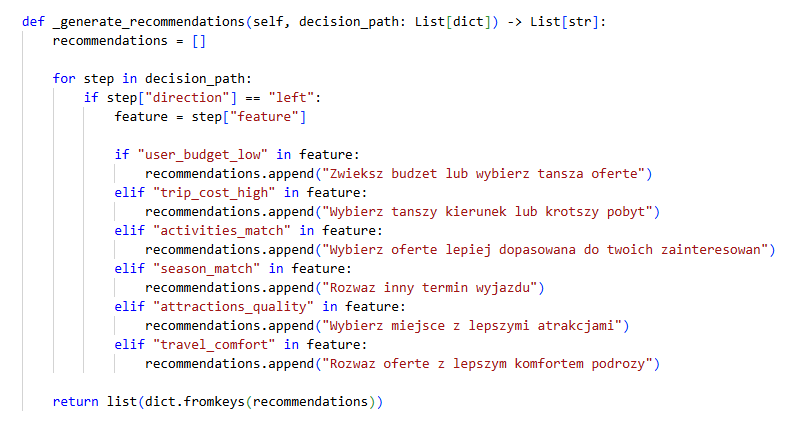 def _generate_recommendations(self, decision_path: List[dict]) -> List[str]:
    recommendations = []

    for step in decision_path:
        if step["direction"] == "left":
            feature = step["feature"]

            if "user_budget_low" in feature:
                recommendations.append("Zwieksz budzet lub wybierz tansza oferte")
            elif "trip_cost_high" in feature:
                recommendations.append("Wybierz tanszy kierunek lub krotszy pobyt")
            elif "activities_match" in feature:
                recommendations.append("Wybierz oferte lepiej dopasowana do twoich zainteresowan")
            elif "season_match" in feature:
                recommendations.append("Rozwaz inny termin wyjazdu")
            elif "attractions_quality" in feature:
                recommendations.append("Wybierz miejsce z lepszymi atrakcjami")
            elif "travel_comfort" in feature:
                recommendations.append("Rozwaz oferte z lepszym komfortem podrozy")

    return list(dict.fromkeys(recommendations))